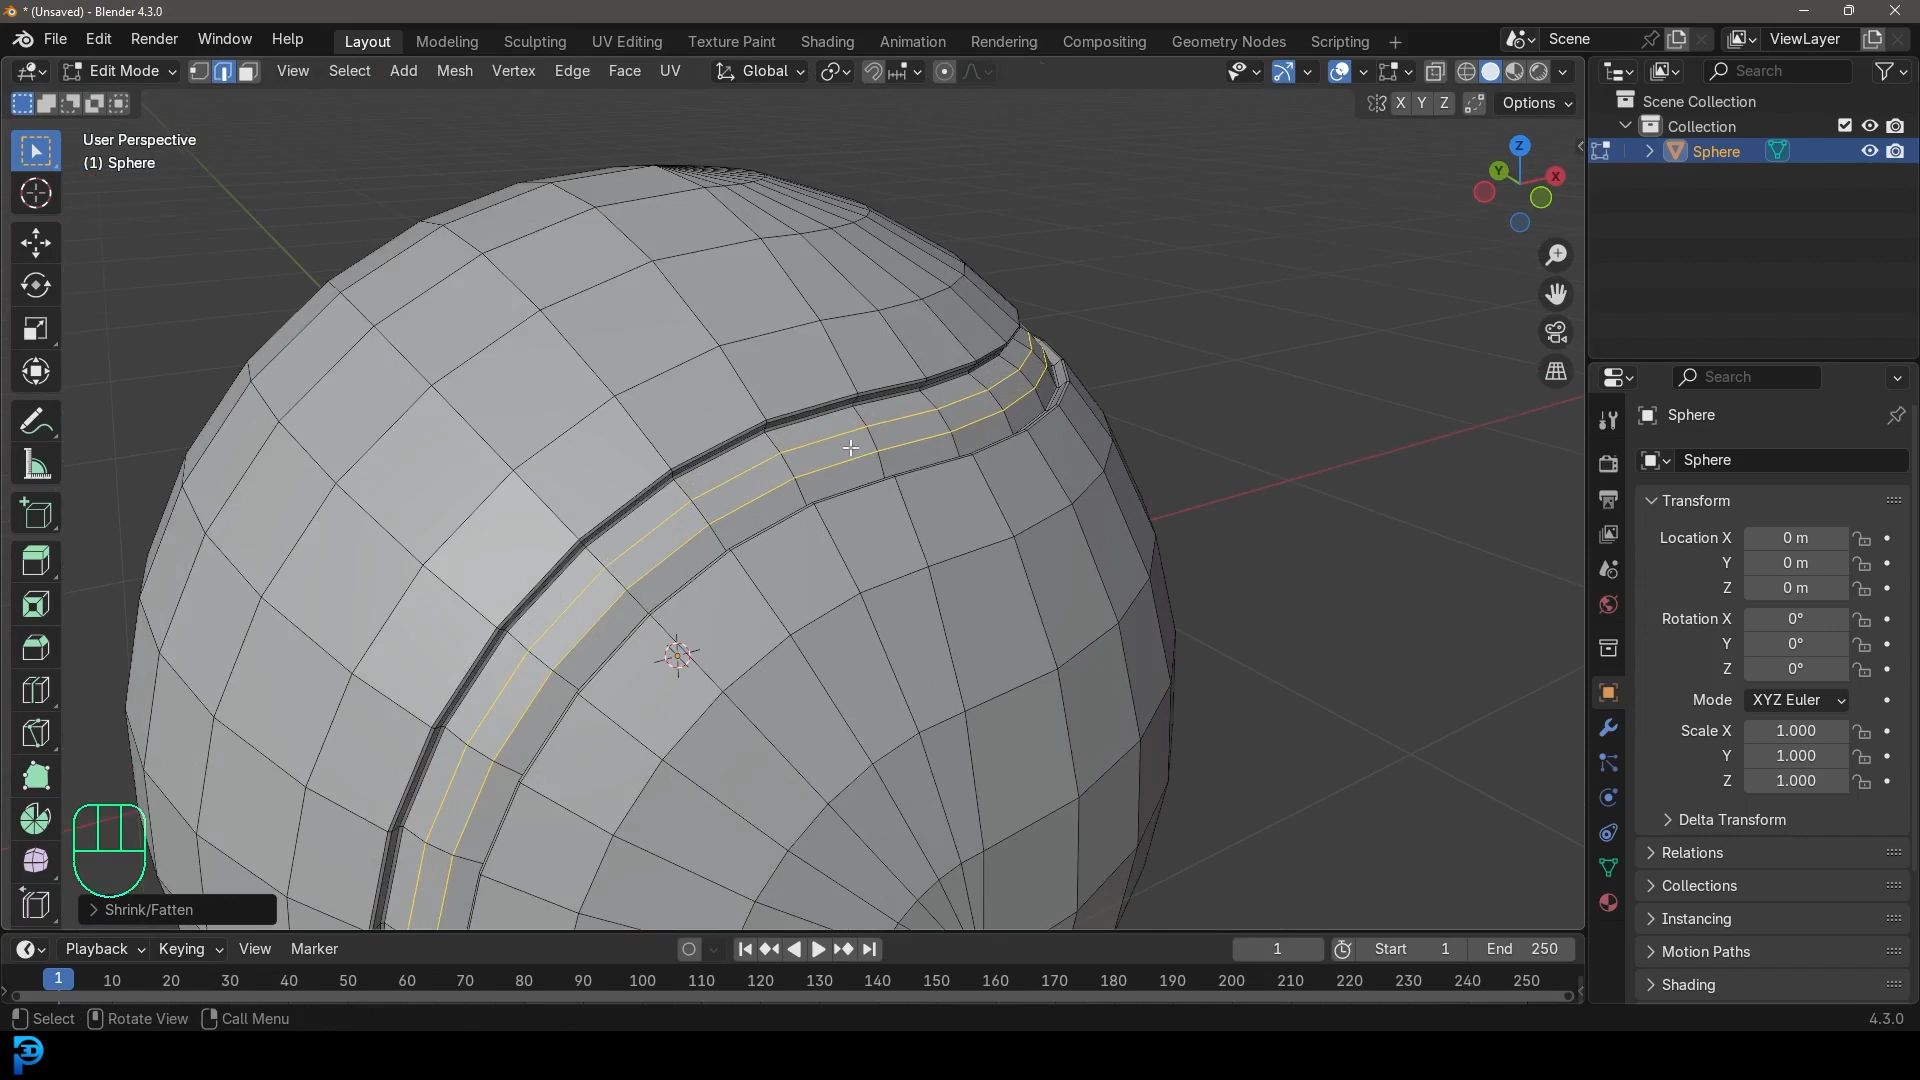 * (Unsaved) - Blender 4.3.0
File Edit Render Window Help
Layout Modeling Sculpting UV Editing Texture Paint Shading Animation Rendering Compositing Geometry Nodes Scripting +
Scene
ViewLayer
Edit Mode
View Select Add Mesh Vertex Edge Face UV
Global
Search
X Y Z
Options
User Perspective
(1) Sphere
Z
Y
X
Scene Collection
Collection
Sphere
Search
Sphere
Sphere
Transform
Location X 0 m
Y 0 m
Z 0 m
Rotation X 0°
Y 0°
Z 0°
Mode XYZ Euler
Scale X 1.000
Y 1.000
Z 1.000
Delta Transform
Relations
Collections
Instancing
Motion Paths
Shading
Shrink/Fatten
Playback Keying View Marker
1
Start 1
End 250
1 10 20 30 40 50 60 70 80 90 100 110 120 130 140 150 160 170 180 190 200 210 220 230 240 250
Select Rotate View Call Menu
4.3.0
3D